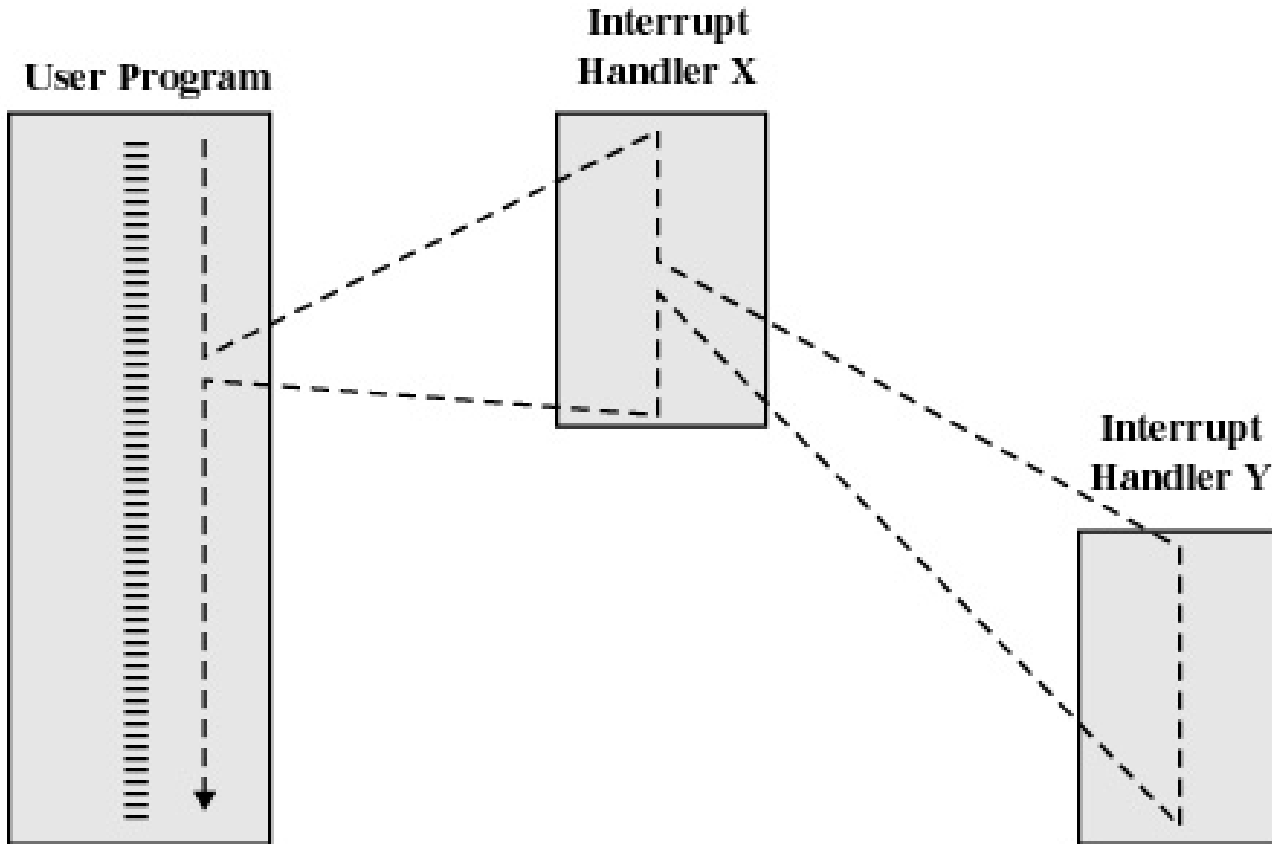 User Program
Interrupt
Handler X
Interrupt
Handler Y